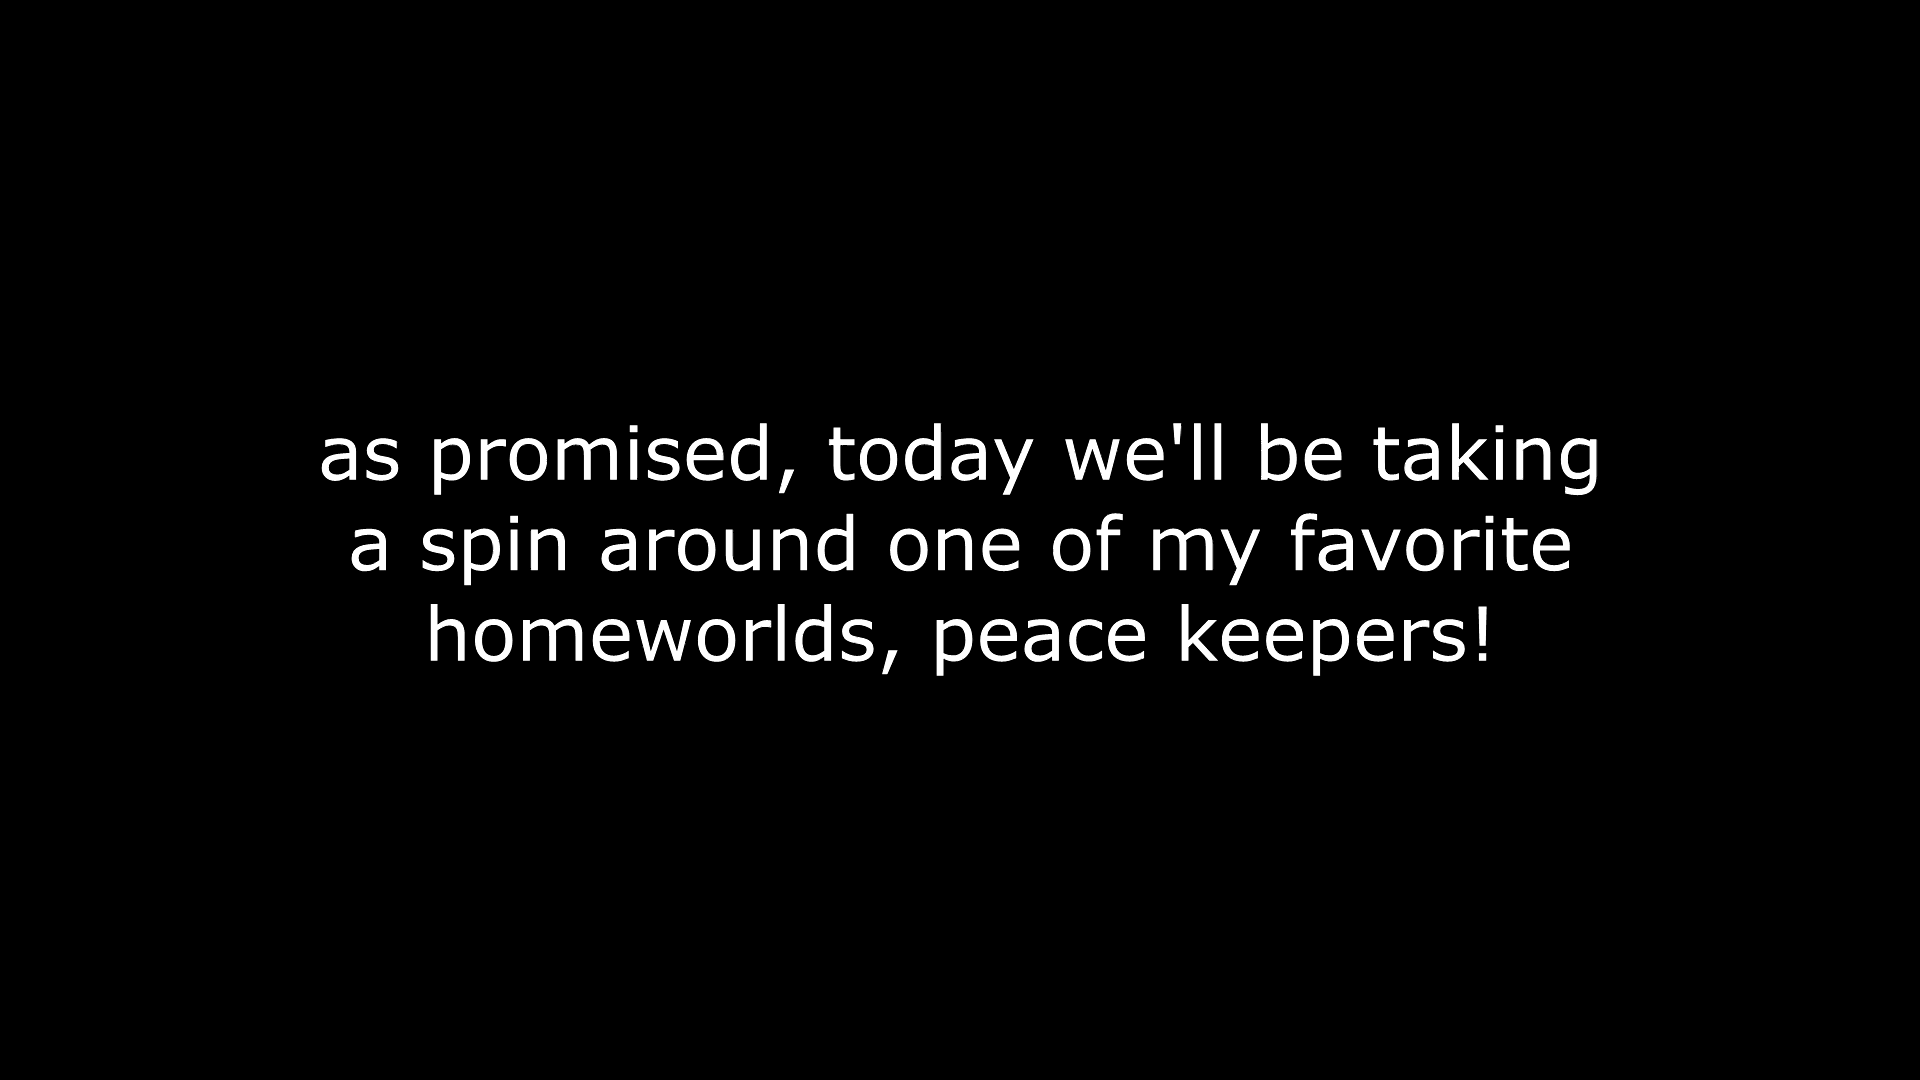 as promised, today we'll be taking
a spin around one of my favorite
homeworlds, peace keepers!